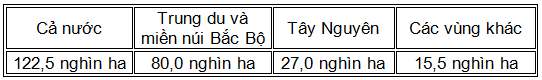 Cả nước
Trung du và
miền núi Bắc Bộ
Tây Nguyên
Các vùng khác
122,5 nghìn ha
80,0 nghìn ha
27,0 nghìn ha
15,5 nghìn ha